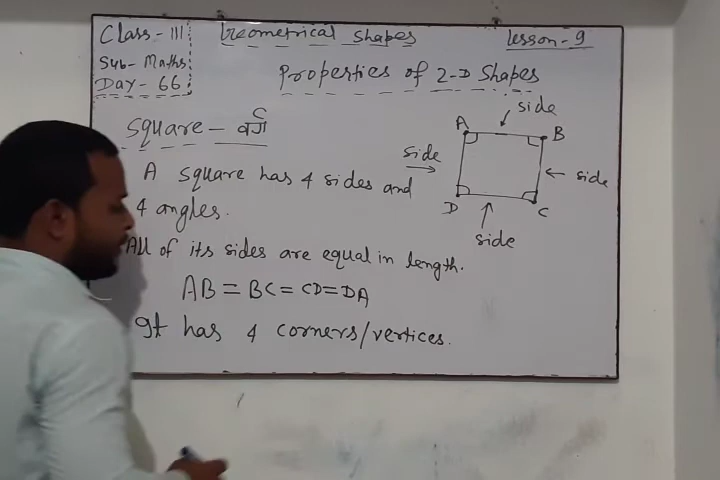 Class - III
Sub - Maths
Day - 66
Geometrical Shapes
Lesson - 9
Properties of 2-D Shapes
Square - वर्ग
A square has 4 sides and
4 angles.
All of its sides are equal in length.
AB = BC = CD = DA
It has 4 corners/vertices.
side
A
B
side
side
D
C
side